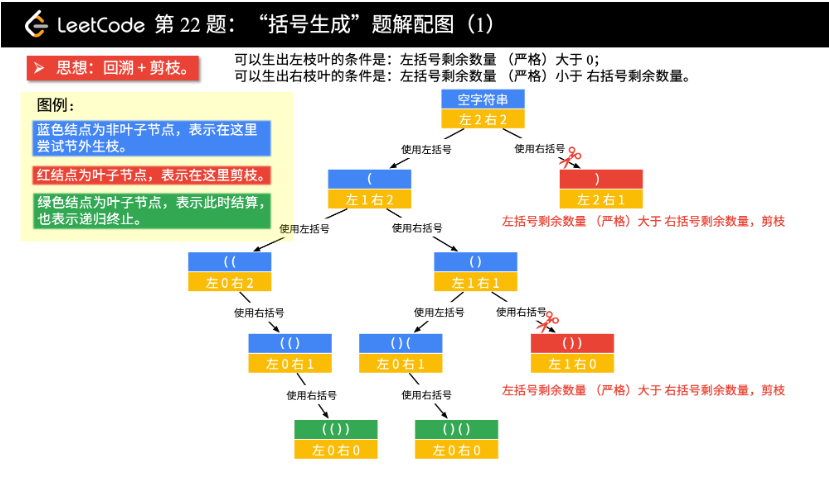 LeetCode 第 22 题：“括号生成”题解配图（1）
思想：回溯 + 剪枝。
可以生出左枝叶的条件是：左括号剩余数量 （严格）大于 0；
可以生出右枝叶的条件是：左括号剩余数量 （严格）小于 右括号剩余数量。
图例：
蓝色结点为非叶子节点，表示在这里
尝试节外生枝。
红结点为叶子节点，表示在这里剪枝。
绿色结点为叶子节点，表示此时结算，
也表示递归终止。
空字符串
左 2 右 2
使用左括号
使用右括号
(
左 1 右 2
)
左 2 右 1
左括号剩余数量 （严格）大于 右括号剩余数量，剪枝
使用左括号
使用右括号
((
左 0 右 2
()
左 1 右 1
使用右括号
使用左括号
使用右括号
(()
左 0 右 1
()(
左 0 右 1
())
左 1 右 0
左括号剩余数量 （严格）大于 右括号剩余数量，剪枝
使用右括号
使用右括号
(())
左 0 右 0
()()
左 0 右 0